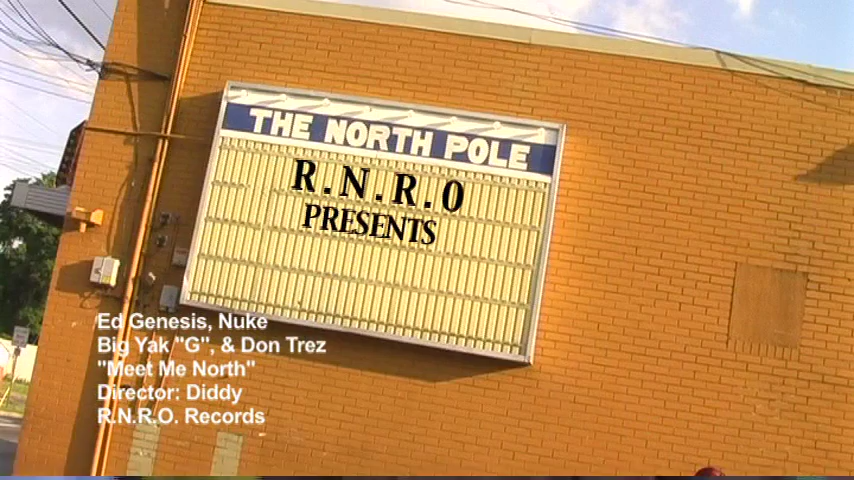 THE NORTH POLE
R.N.R.O
PRESENTS
Ed Genesis, Nuke
Big Yak "G", & Don Trez
"Meet Me North"
Director: Diddy
R.N.R.O. Records